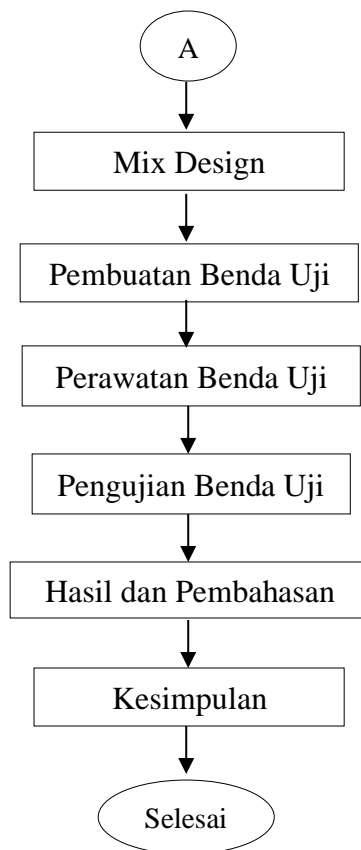 A
Mix Design
Pembuatan Benda Uji
Perawatan Benda Uji
Pengujian Benda Uji
Hasil dan Pembahasan
Kesimpulan
Selesai